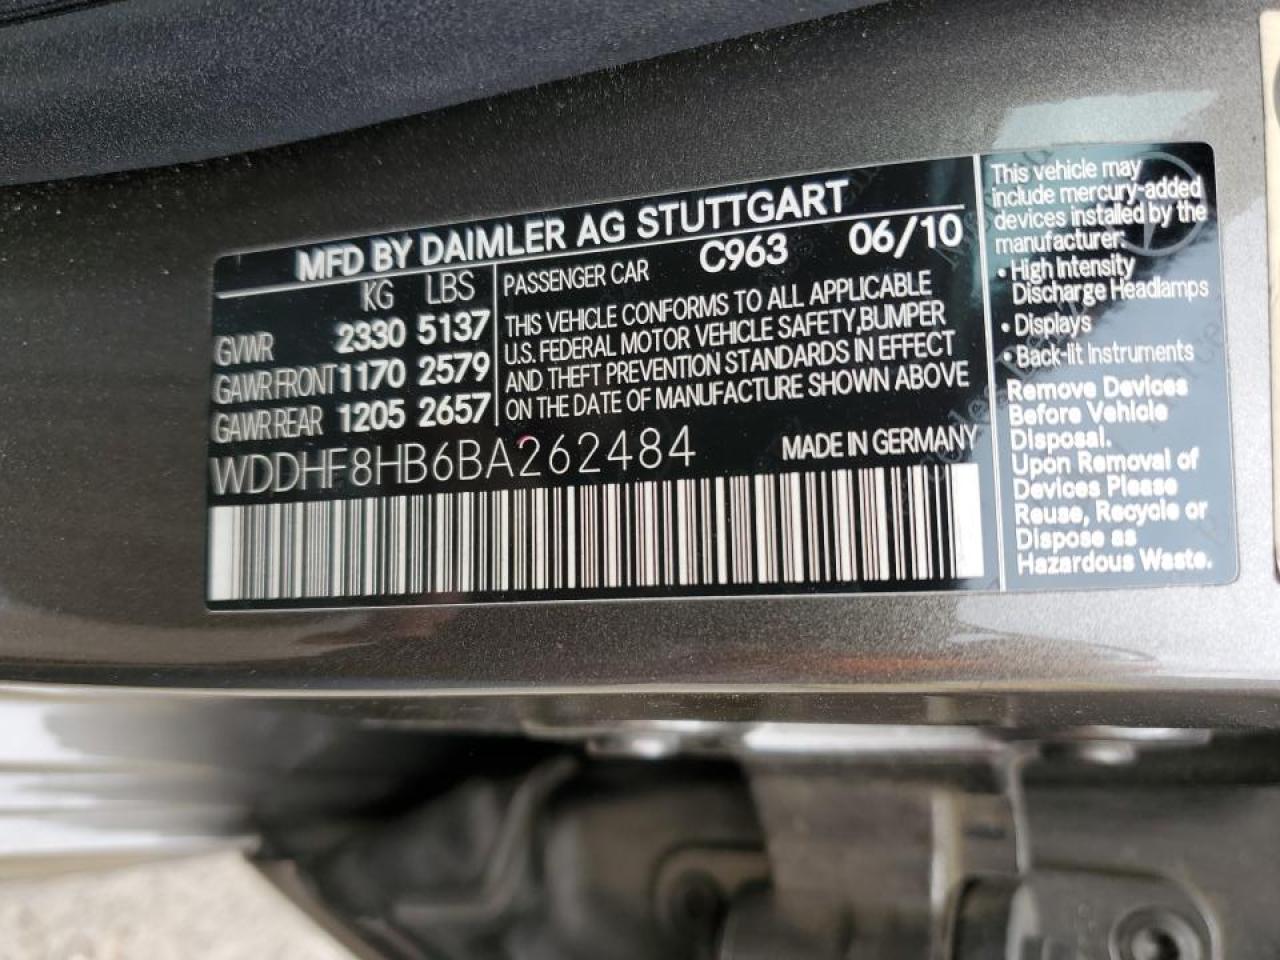 MFD BY DAIMLER AG STUTTGART
KG LBS
GVWR 2330 5137
GAWR FRONT 1170 2579
GAWR REAR 1205 2657
PASSENGER CAR C963 06/10
THIS VEHICLE CONFORMS TO ALL APPLICABLE
U.S. FEDERAL MOTOR VEHICLE SAFETY,BUMPER
AND THEFT PREVENTION STANDARDS IN EFFECT
ON THE DATE OF MANUFACTURE SHOWN ABOVE
WDDHF8HB6BA262484 MADE IN GERMANY
This vehicle may
include mercury-added
devices installed by the
manufacturer:
• High Intensity
Discharge Headlamps
• Displays
• Back-lit Instruments
Remove Devices
Before Vehicle
Disposal.
Upon Removal of
Devices Please
Reuse, Recycle or
Dispose as
Hazardous Waste.